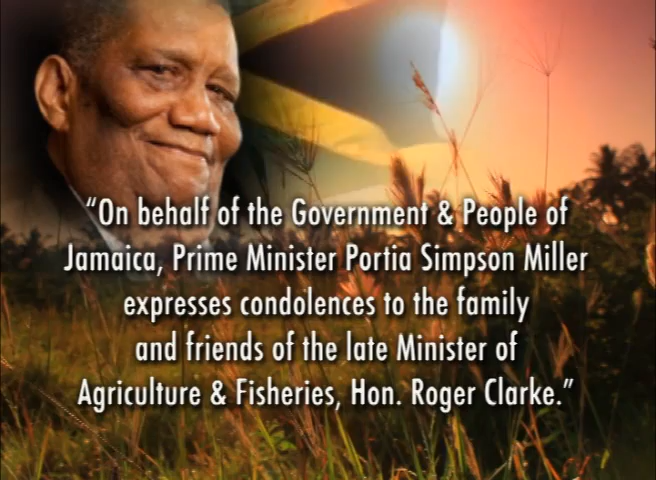 “On behalf of the Government & People of
Jamaica, Prime Minister Portia Simpson Miller
expresses condolences to the family
and friends of the late Minister of
Agriculture & Fisheries, Hon. Roger Clarke.”